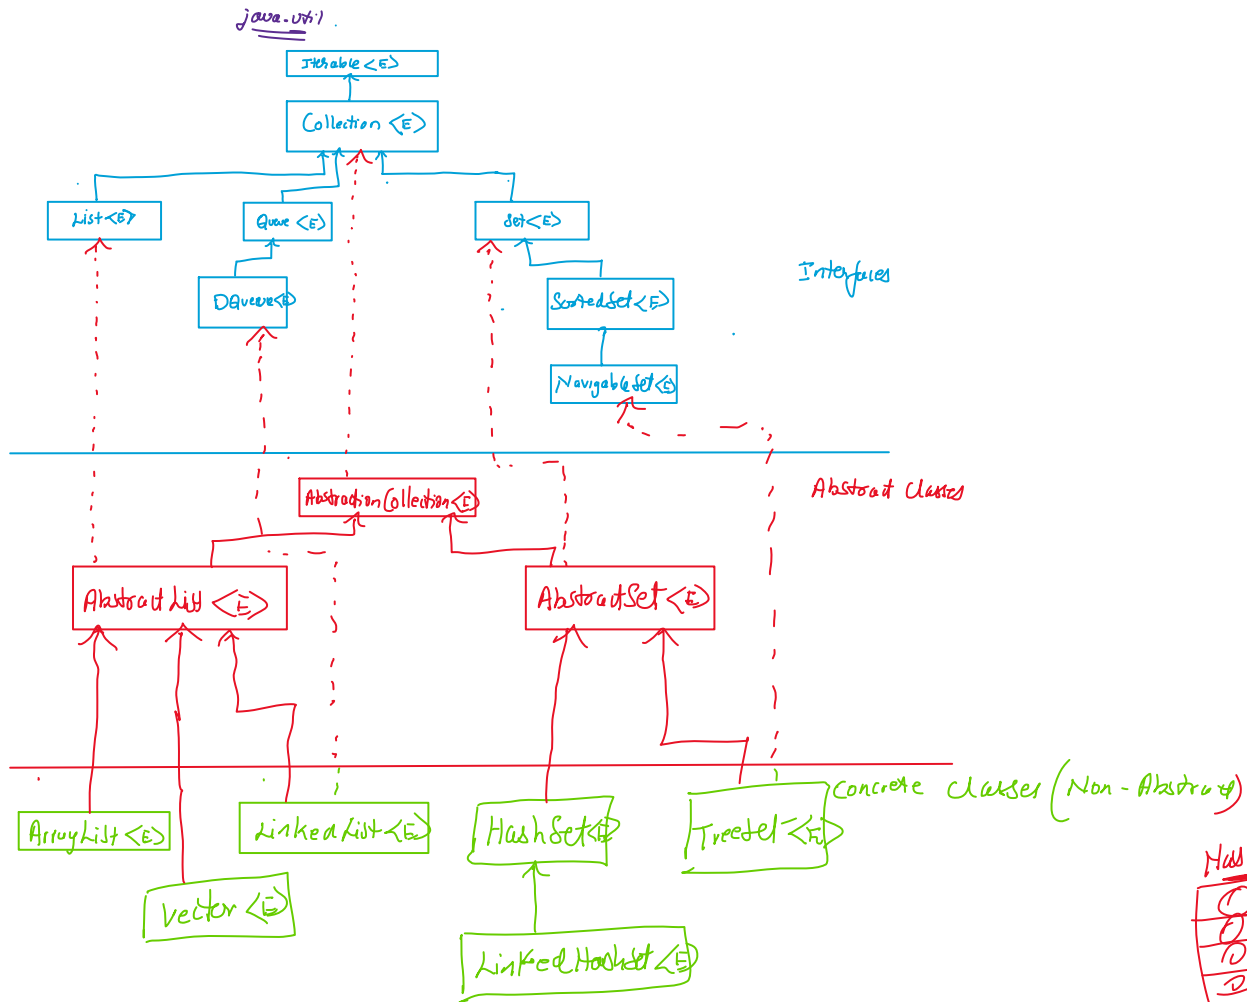 java.util
Iterable <E>
Collection <E>
List <E>
Queue <E>
Set <E>
Interfaces
DQueue <E>
SortedSet <E>
NavigableSet <E>
Abstract Classes
AbstractionCollection <E>
AbstractList <E>
AbstractSet <E>
Concrete Classes (Non-Abstract)
ArrayList <E>
LinkedList <E>
HashSet <E>
TreeSet <E>
Vector <E>
LinkedHashSet <E>